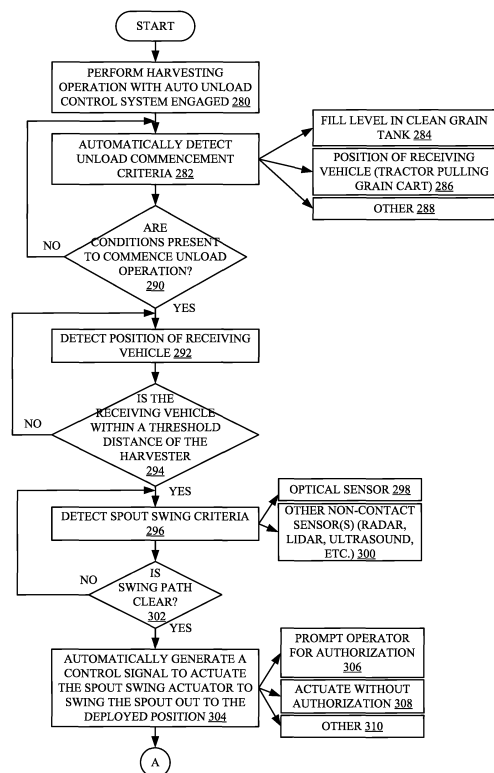 START
PERFORM HARVESTING
OPERATION WITH AUTO UNLOAD
CONTROL SYSTEM ENGAGED 280
AUTOMATICALLY DETECT
UNLOAD COMMENCEMENT
CRITERIA 282
FILL LEVEL IN CLEAN GRAIN
TANK 284
POSITION OF RECEIVING
VEHICLE (TRACTOR PULLING
GRAIN CART) 286
OTHER 288
ARE
CONDITIONS PRESENT
TO COMMENCE UNLOAD
OPERATION?
290
NO
YES
DETECT POSITION OF RECEIVING
VEHICLE 292
IS THE
RECEIVING VEHICLE
WITHIN A THRESHOLD
DISTANCE OF THE
HARVESTER
294
NO
YES
DETECT SPOUT SWING CRITERIA
296
OPTICAL SENSOR 298
OTHER NON-CONTACT
SENSOR(S) (RADAR,
LIDAR, ULTRASOUND,
ETC.) 300
IS
SWING PATH
CLEAR?
302
NO
YES
AUTOMATICALLY GENERATE A
CONTROL SIGNAL TO ACTUATE
THE SPOUT SWING ACTUATOR TO
SWING THE SPOUT OUT TO THE
DEPLOYED POSITION 304
PROMPT OPERATOR
FOR AUTHORIZATION
306
ACTUATE WITHOUT
AUTHORIZATION 308
OTHER 310
A